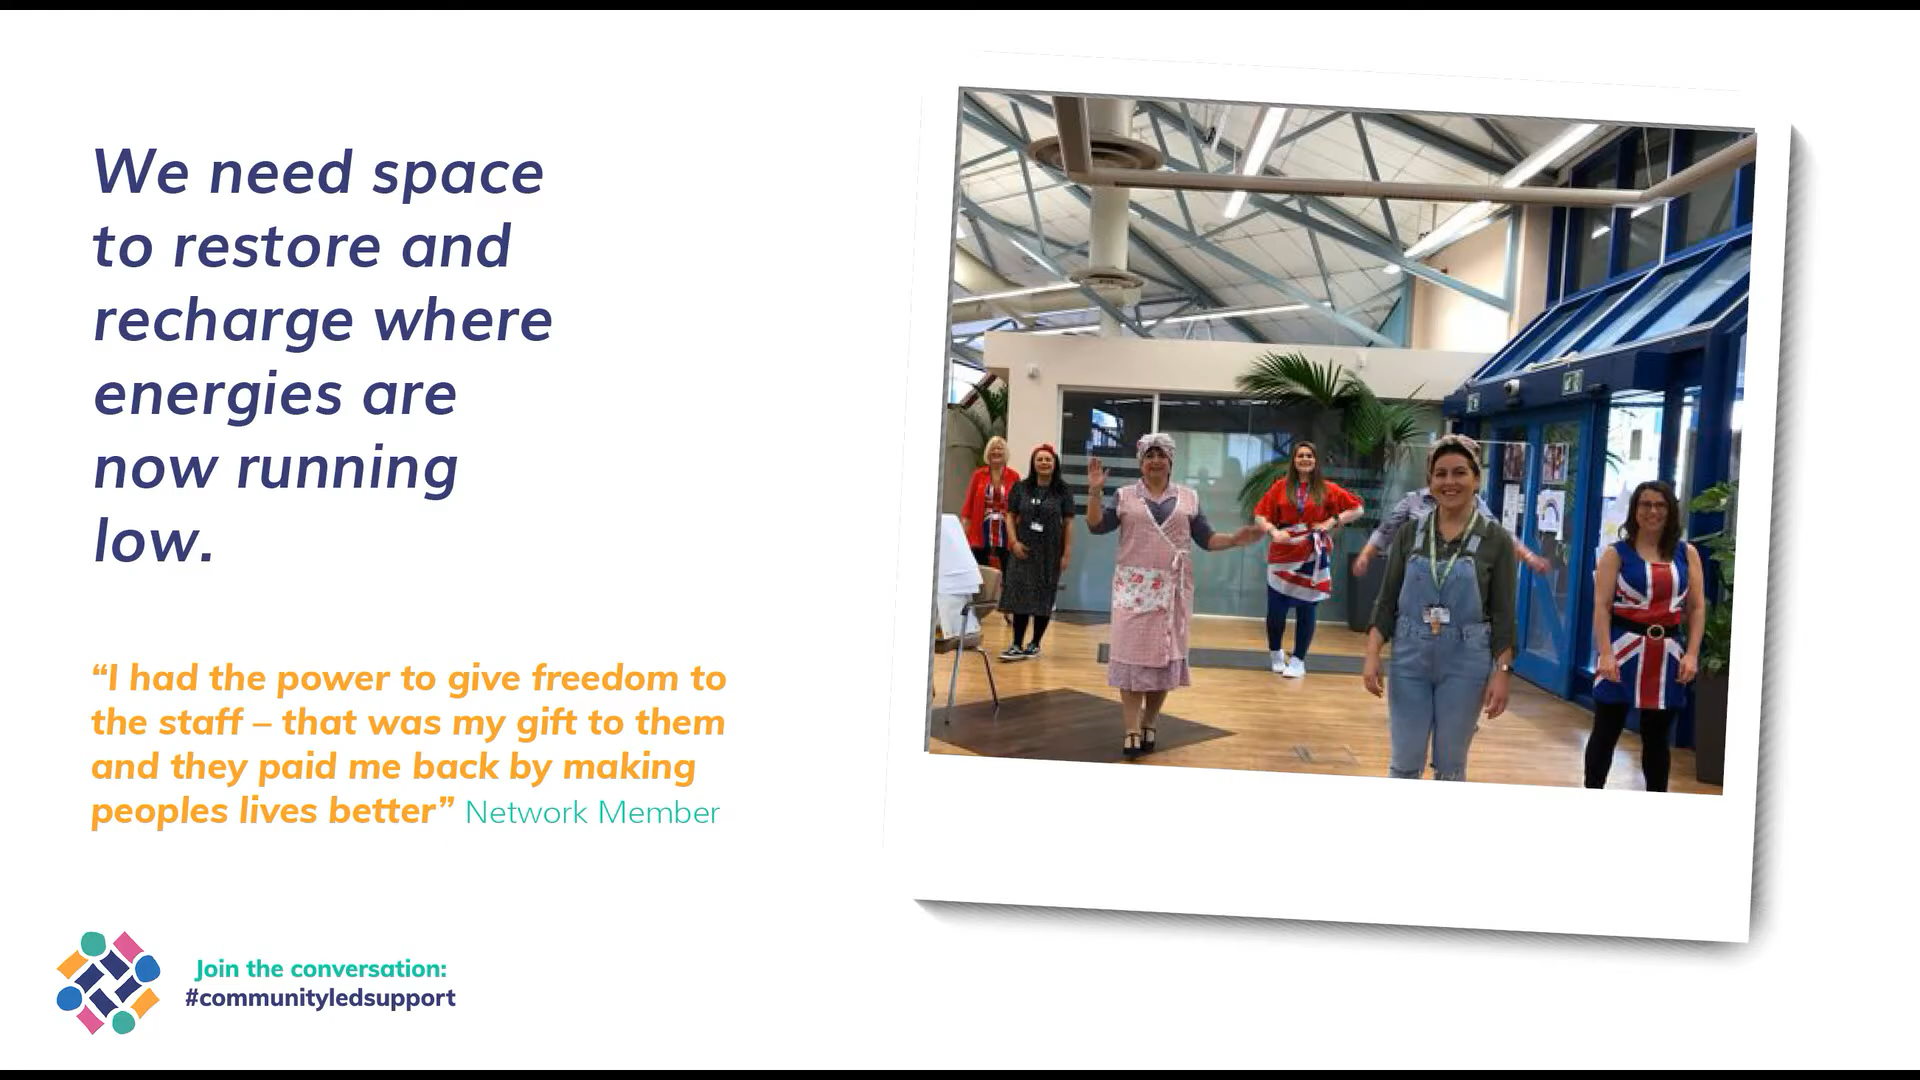 We need space
to restore and
recharge where
energies are
now running
low.
“I had the power to give freedom to
the staff – that was my gift to them
and they paid me back by making
peoples lives better” Network Member
Join the conversation:
#communityledsupport